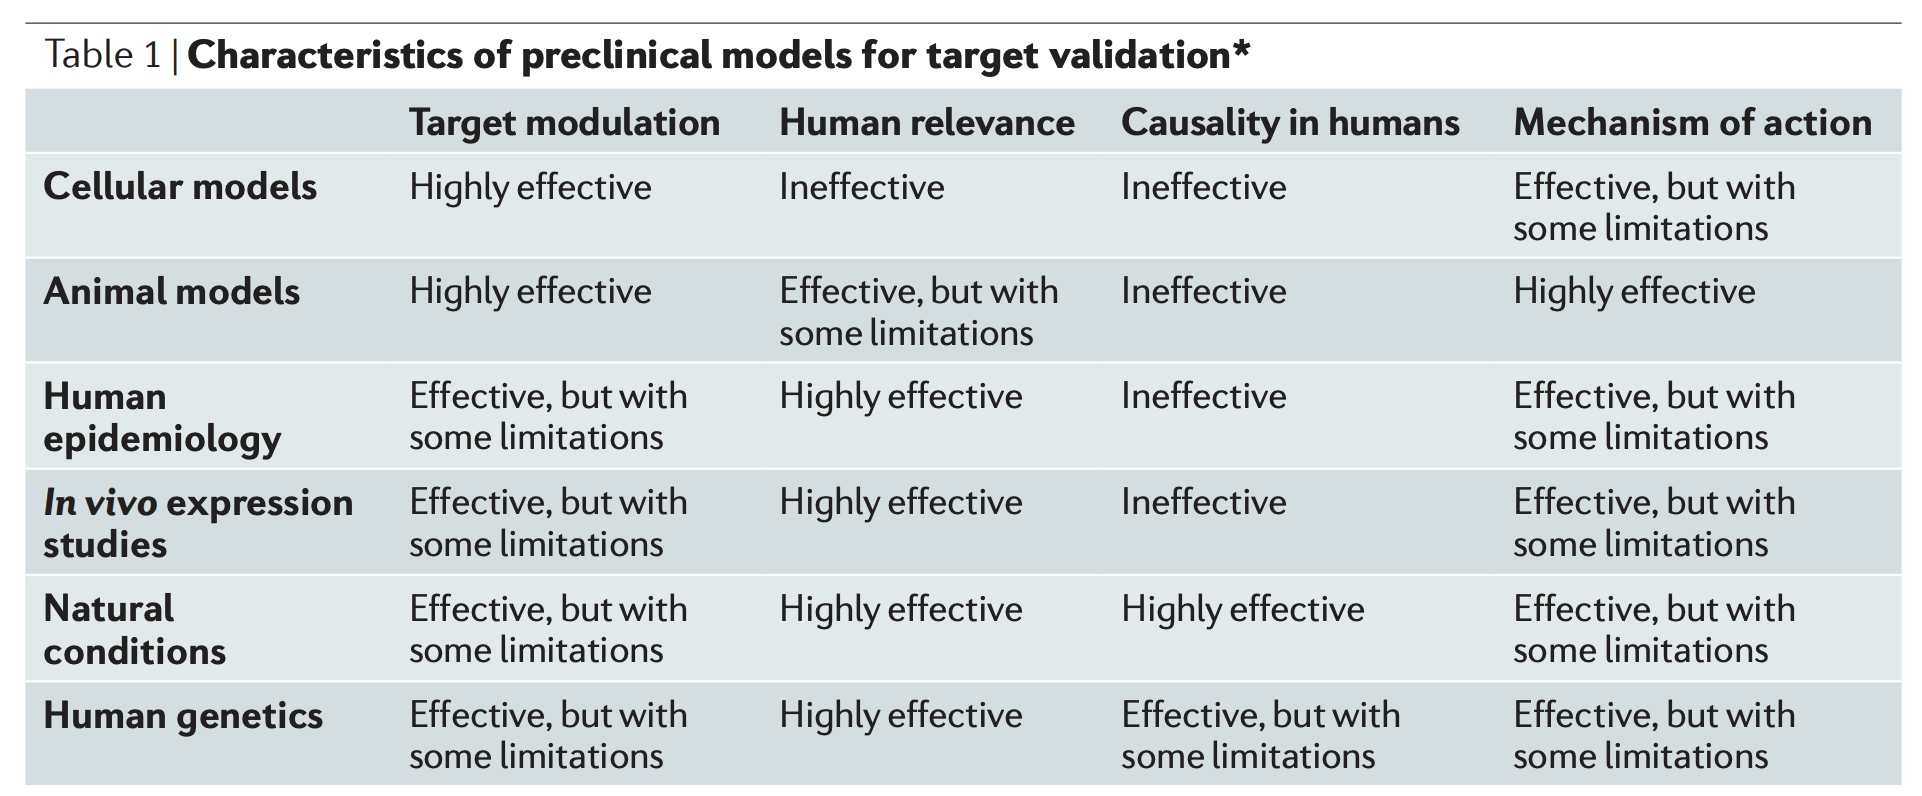 Table 1 | Characteristics of preclinical models for target validation*
Target modulation Human relevance Causality in humans Mechanism of action
Cellular models Highly effective Ineffective Ineffective Effective, but with
some limitations
Animal models Highly effective Effective, but with Ineffective Highly effective
some limitations
Human Effective, but with Highly effective Ineffective Effective, but with
epidemiology some limitations some limitations
In vivo expression Effective, but with Highly effective Ineffective Effective, but with
studies some limitations some limitations
Natural Effective, but with Highly effective Highly effective Effective, but with
conditions some limitations some limitations
Human genetics Effective, but with Highly effective Effective, but with Effective, but with
some limitations some limitations some limitations